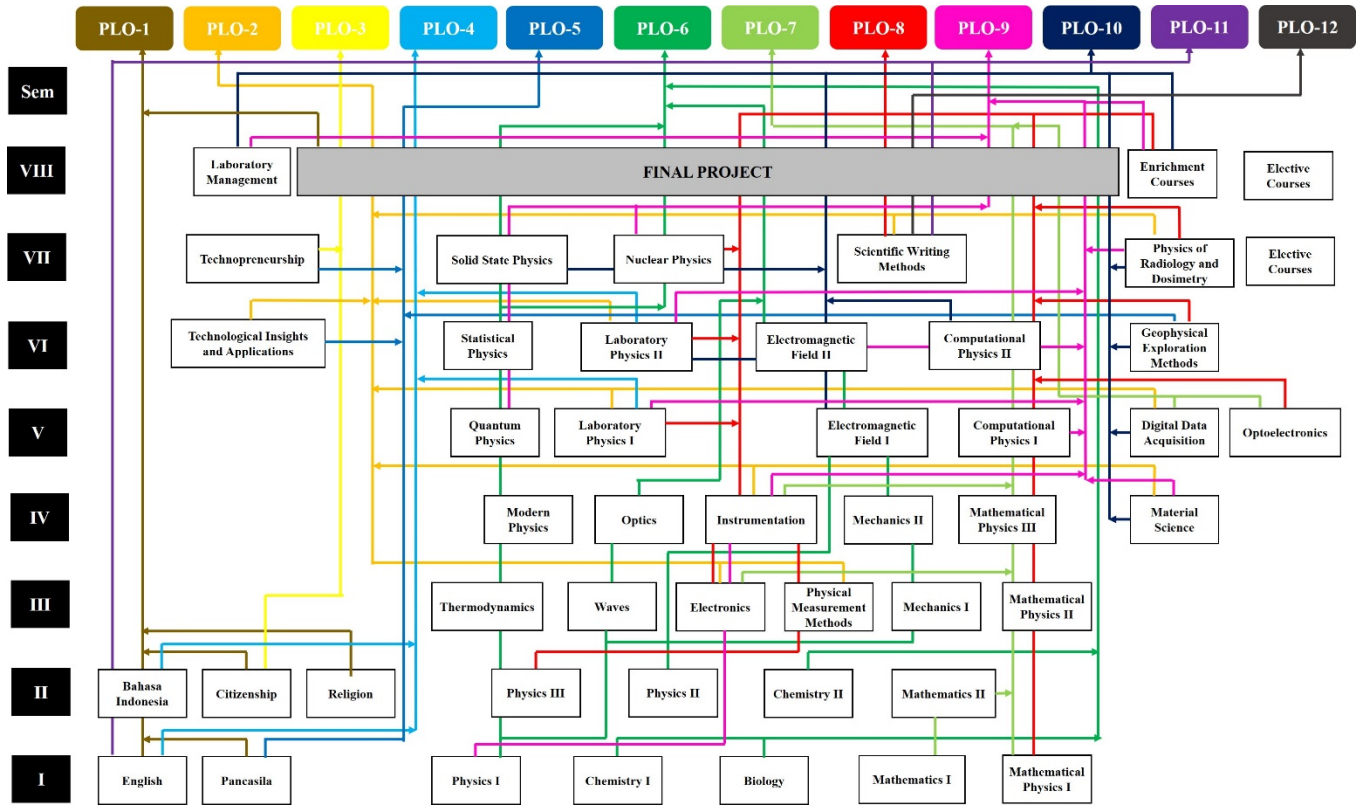 PLO-1
PLO-2
PLO-3
PLO-4
PLO-5
PLO-6
PLO-7
PLO-8
PLO-9
PLO-10
PLO-11
PLO-12
Sem
VIII
Laboratory
Management
FINAL PROJECT
Enrichment
Courses
Elective
Courses
VII
Technopreneurship
Solid State Physics
Nuclear Physics
Scientific Writing
Methods
Physics of
Radiology and
Dosimetry
Elective
Courses
VI
Technological Insights
and Applications
Statistical
Physics
Laboratory
Physics II
Electromagnetic
Field II
Computational
Physics II
Geophysical
Exploration
Methods
V
Quantum
Physics
Laboratory
Physics I
Electromagnetic
Field I
Computational
Physics I
Digital Data
Acquisition
Optoelectronics
IV
Modern
Physics
Optics
Instrumentation
Mechanics II
Mathematical
Physics III
Material
Science
III
Thermodynamics
Waves
Electronics
Physical
Measurement
Methods
Mechanics I
Mathematical
Physics II
II
Bahasa
Indonesia
Citizenship
Religion
Physics III
Physics II
Chemistry II
Mathematics II
I
English
Pancasila
Physics I
Chemistry I
Biology
Mathematics I
Mathematical
Physics I